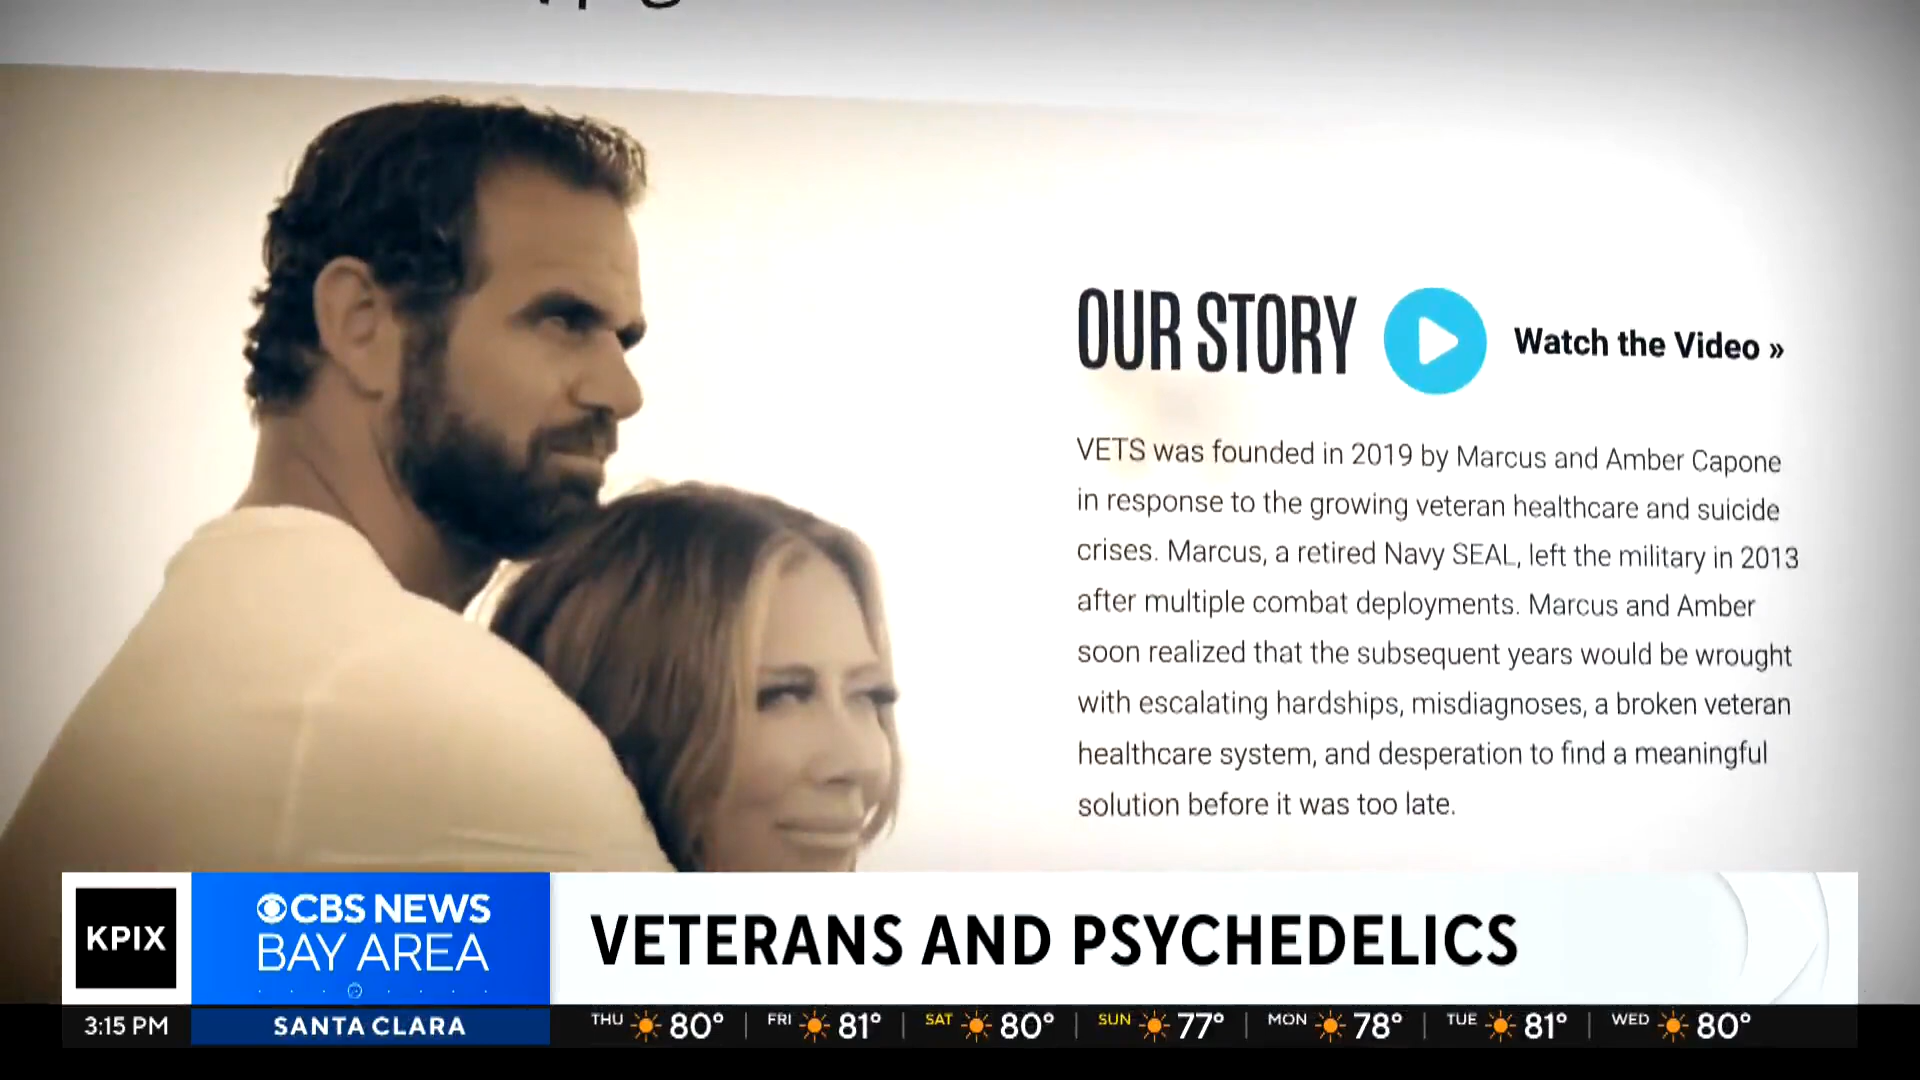 OUR STORY
Watch the Video »
VETS was founded in 2019 by Marcus and Amber Capone
in response to the growing veteran healthcare and suicide
crises. Marcus, a retired Navy SEAL, left the military in 2013
after multiple combat deployments. Marcus and Amber
soon realized that the subsequent years would be wrought
with escalating hardships, misdiagnoses, a broken veteran
healthcare system, and desperation to find a meaningful
solution before it was too late.
KPIX
CBS NEWS
BAY AREA
VETERANS AND PSYCHEDELICS
3:15 PM
SANTA CLARA
THU 80° | FRI 81° | SAT 80° | SUN 77° | MON 78° | TUE 81° | WED 80°